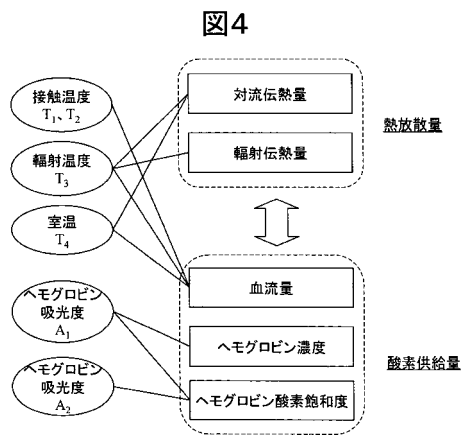 図4
接触温度
T1、T2
輻射温度
T3
室温
T4
ヘモグロビン
吸光度
A1
ヘモグロビン
吸光度
A2
対流伝熱量
輻射伝熱量
熱放散量
血流量
ヘモグロビン濃度
ヘモグロビン酸素飽和度
酸素供給量